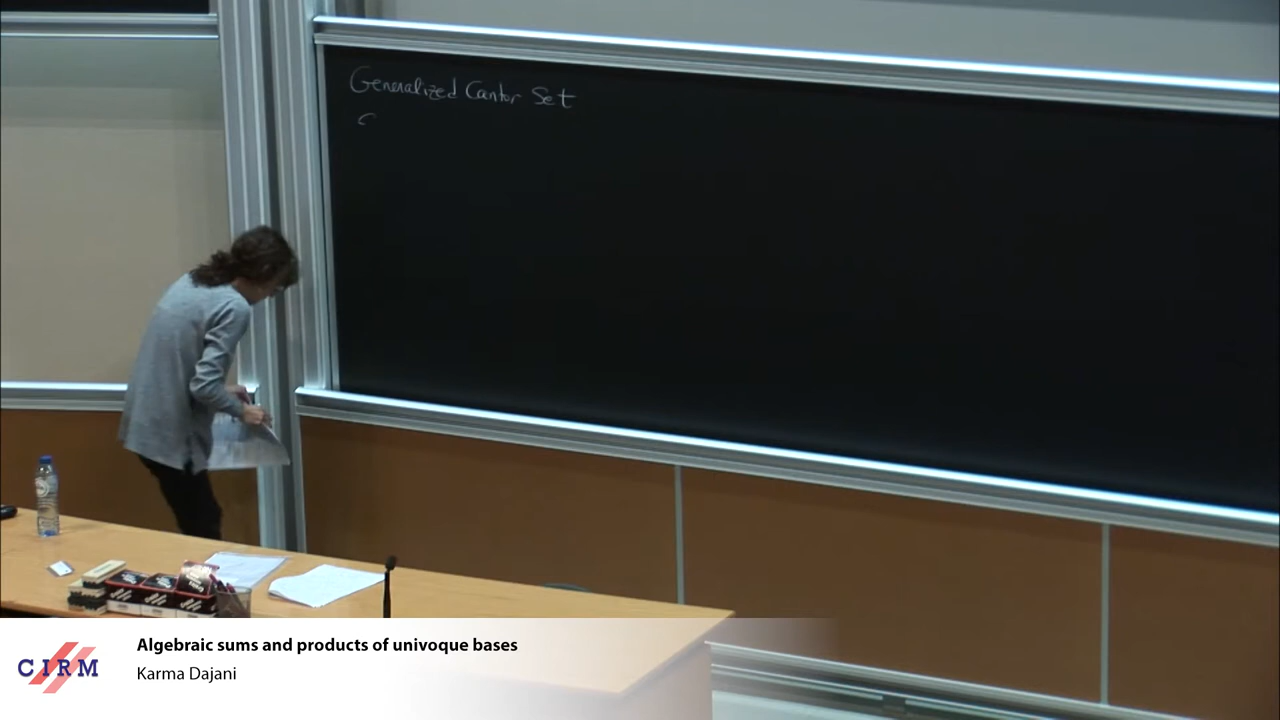 Generalized Cantor Set
C
CIRM
Algebraic sums and products of univoque bases
Karma Dajani